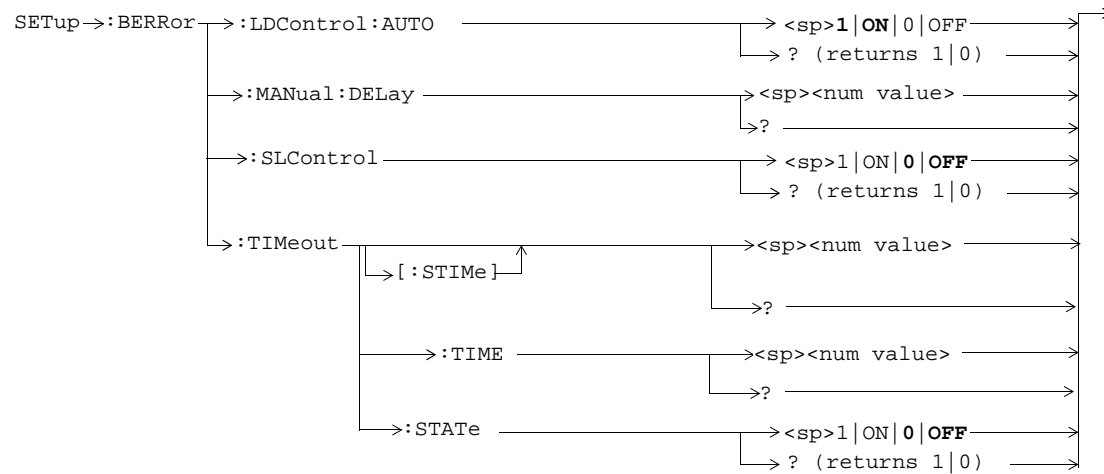 SETup :BERRor :LDControl:AUTO <sp>1|ON|0|OFF
? (returns 1|0)
:MANual:DELay <sp><num value>
?
:SLControl <sp>1|ON|0|OFF
? (returns 1|0)
:TIMeout <sp><num value>
[:STIMe]
?
:TIME <sp><num value>
?
:STATe <sp>1|ON|0|OFF
? (returns 1|0)